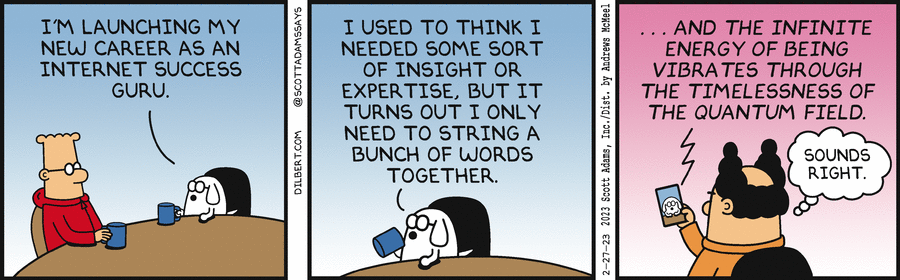 I'M LAUNCHING MY
NEW CAREER AS AN
INTERNET SUCCESS
GURU.
DILBERT.COM @SCOTTADAMSSAYS
I USED TO THINK I
NEEDED SOME SORT
OF INSIGHT OR
EXPERTISE, BUT IT
TURNS OUT I ONLY
NEED TO STRING A
BUNCH OF WORDS
TOGETHER.
2-27-23 2023 Scott Adams, Inc./Dist. by Andrews McMeel
...AND THE INFINITE
ENERGY OF BEING
VIBRATES THROUGH
THE TIMELESSNESS OF
THE QUANTUM FIELD.
SOUNDS
RIGHT.